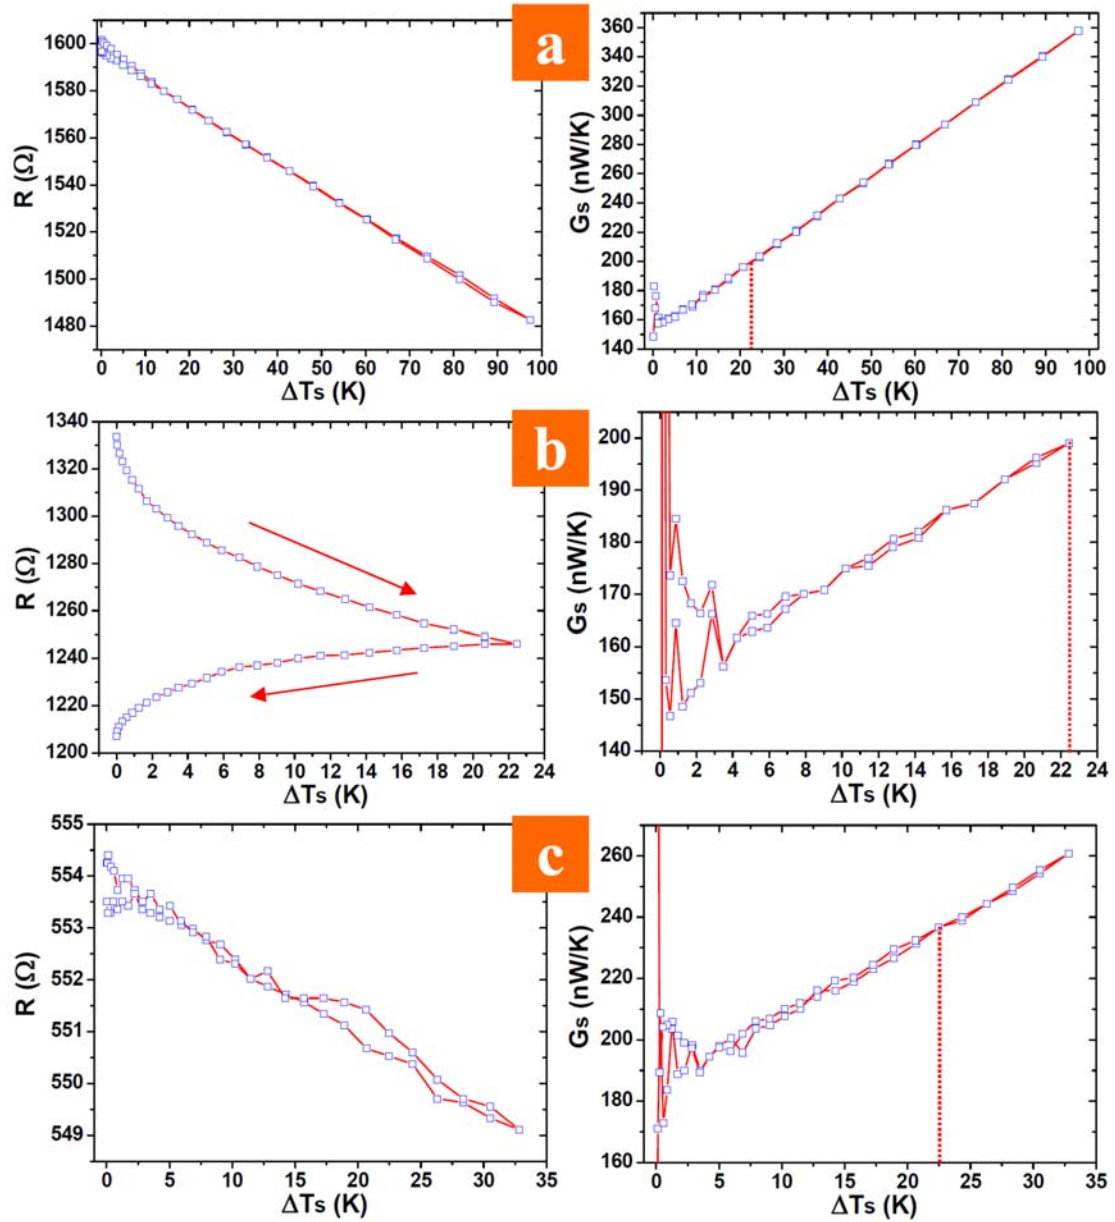 a
R (Ω)
1600
1580
1560
1540
1520
1500
1480
0 10 20 30 40 50 60 70 80 90 100
ΔTs (K)
Gs (nW/K)
360
340
320
300
280
260
240
220
200
180
160
140
0 10 20 30 40 50 60 70 80 90 100
ΔTs (K)
b
R (Ω)
1340
1320
1300
1280
1260
1240
1220
1200
0 2 4 6 8 10 12 14 16 18 20 22 24
ΔTs (K)
Gs (nW/K)
200
190
180
170
160
150
140
0 2 4 6 8 10 12 14 16 18 20 22 24
ΔTs (K)
c
R (Ω)
555
554
553
552
551
550
549
0 5 10 15 20 25 30 35
ΔTs (K)
Gs (nW/K)
260
240
220
200
180
160
0 5 10 15 20 25 30 35
ΔTs (K)